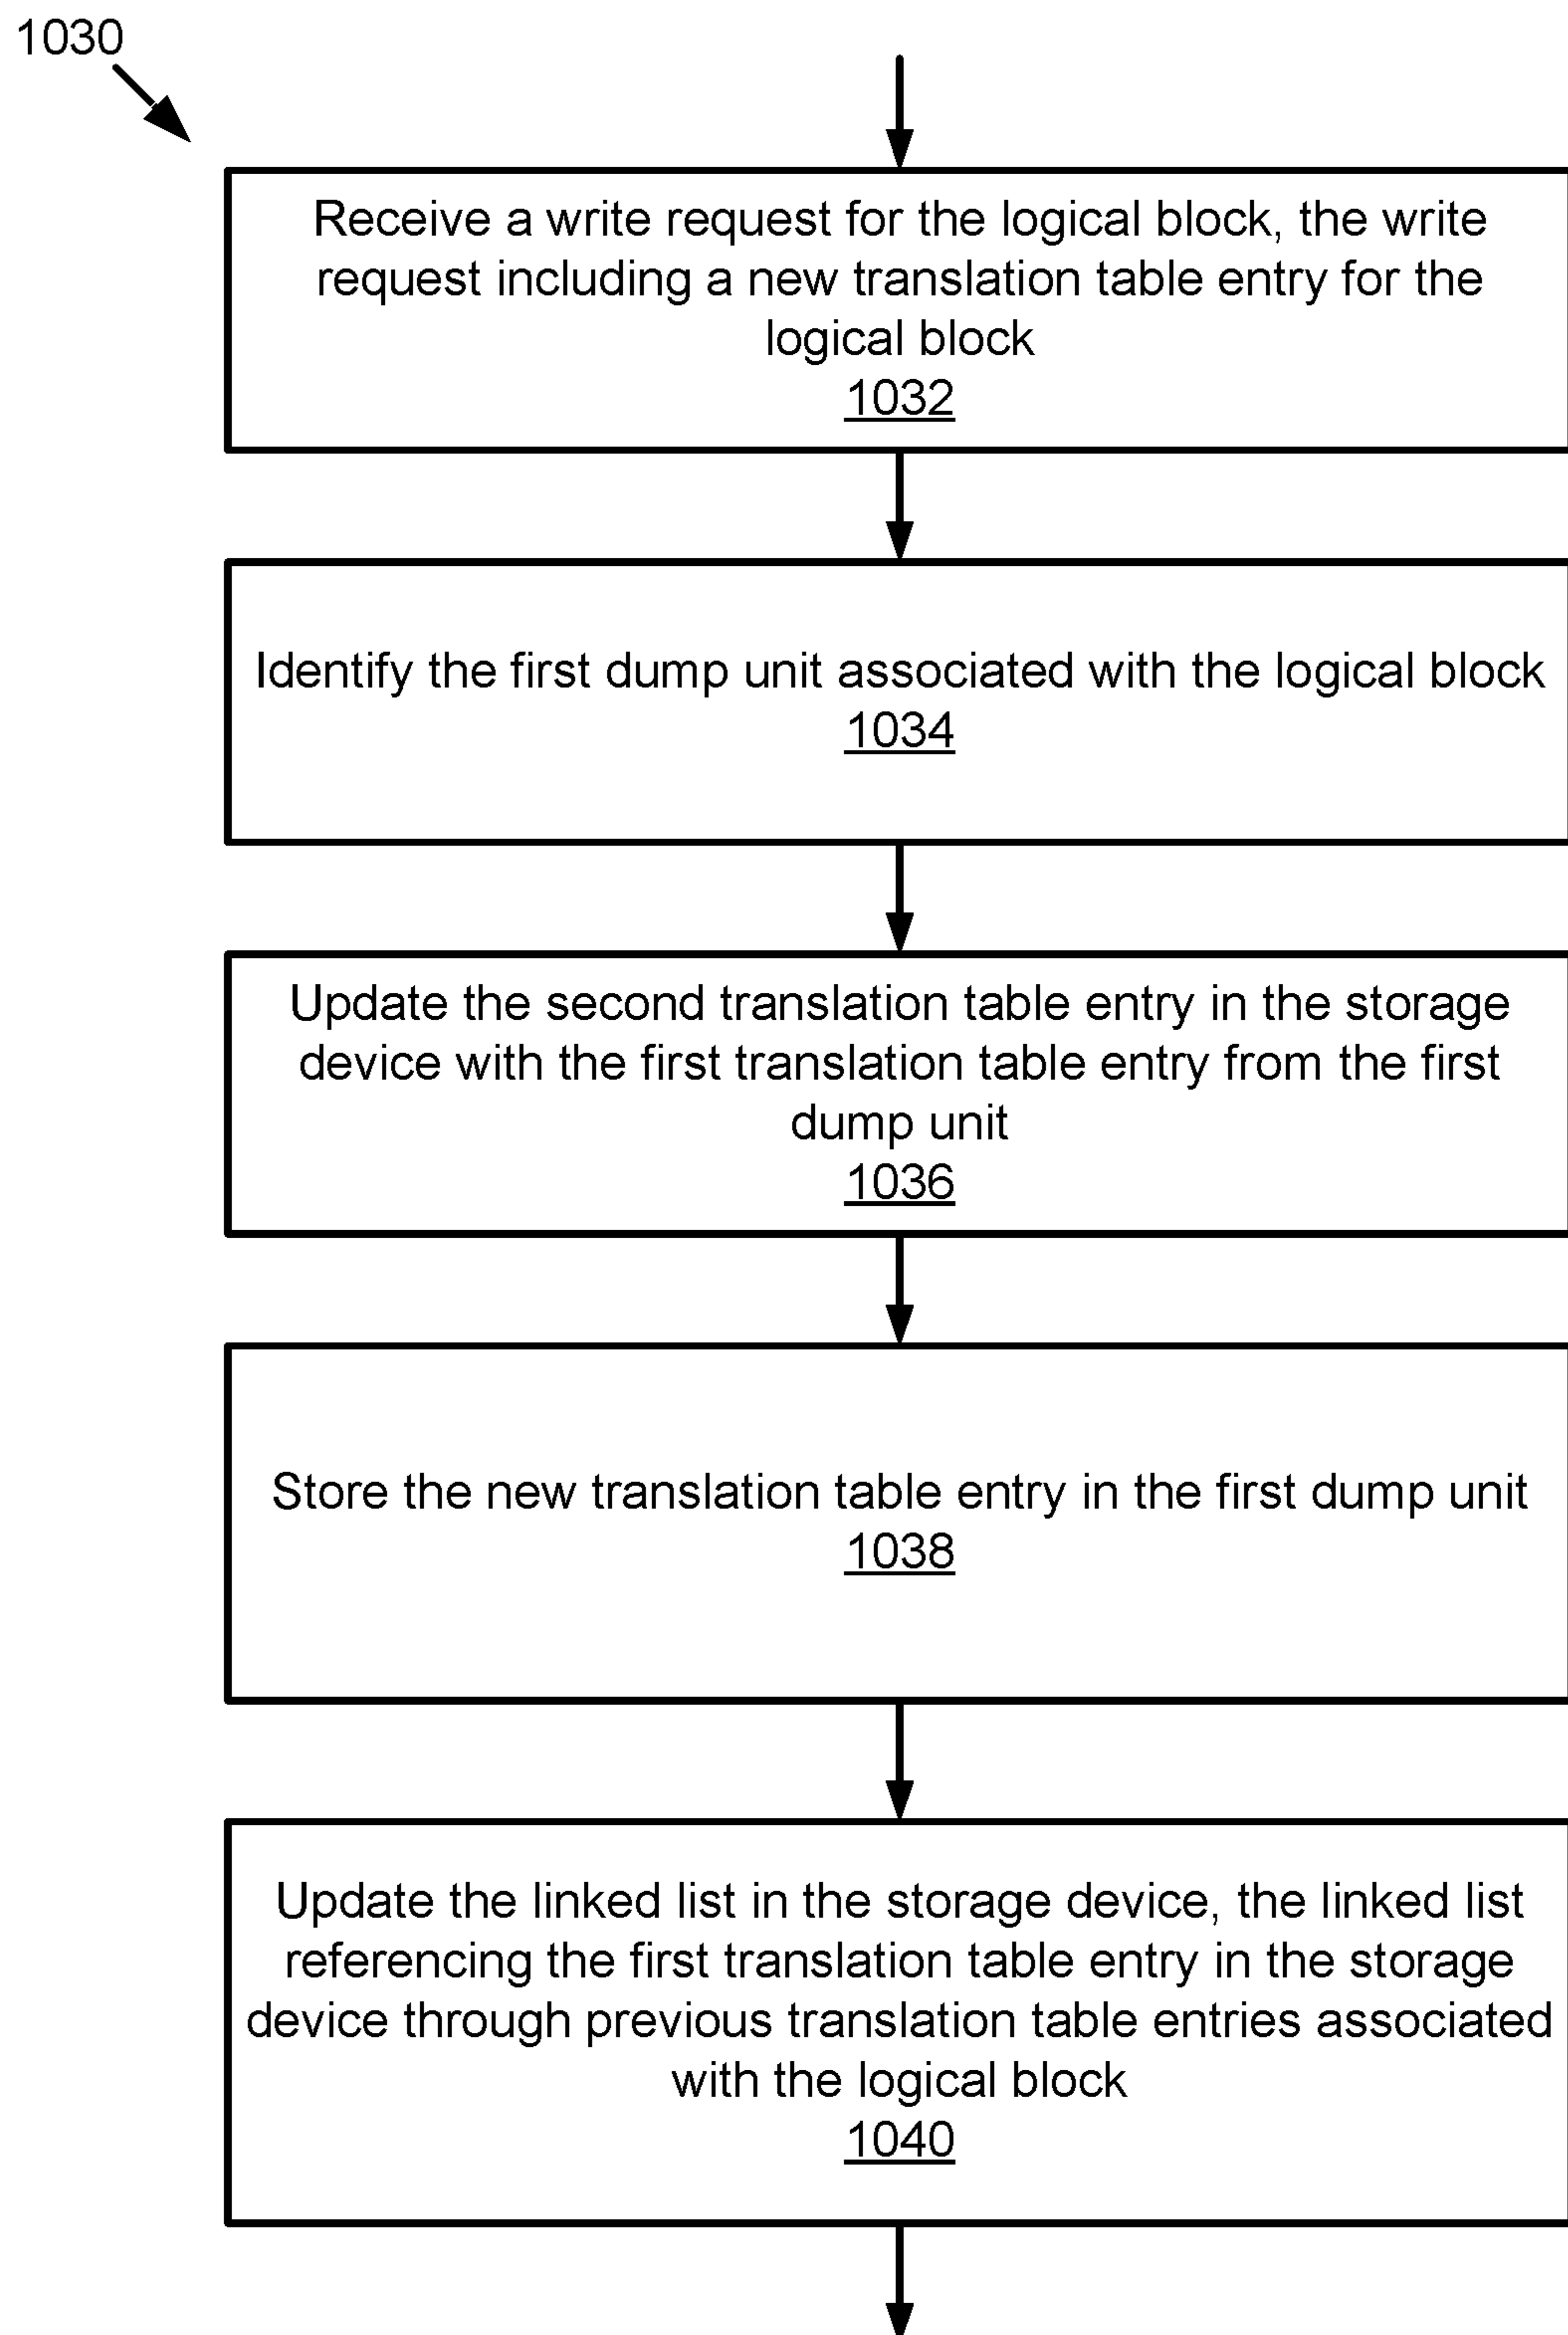 1030
Receive a write request for the logical block, the write
request including a new translation table entry for the
logical block
1032
Identify the first dump unit associated with the logical block
1034
Update the second translation table entry in the storage
device with the first translation table entry from the first
dump unit
1036
Store the new translation table entry in the first dump unit
1038
Update the linked list in the storage device, the linked list
referencing the first translation table entry in the storage
device through previous translation table entries associated
with the logical block
1040